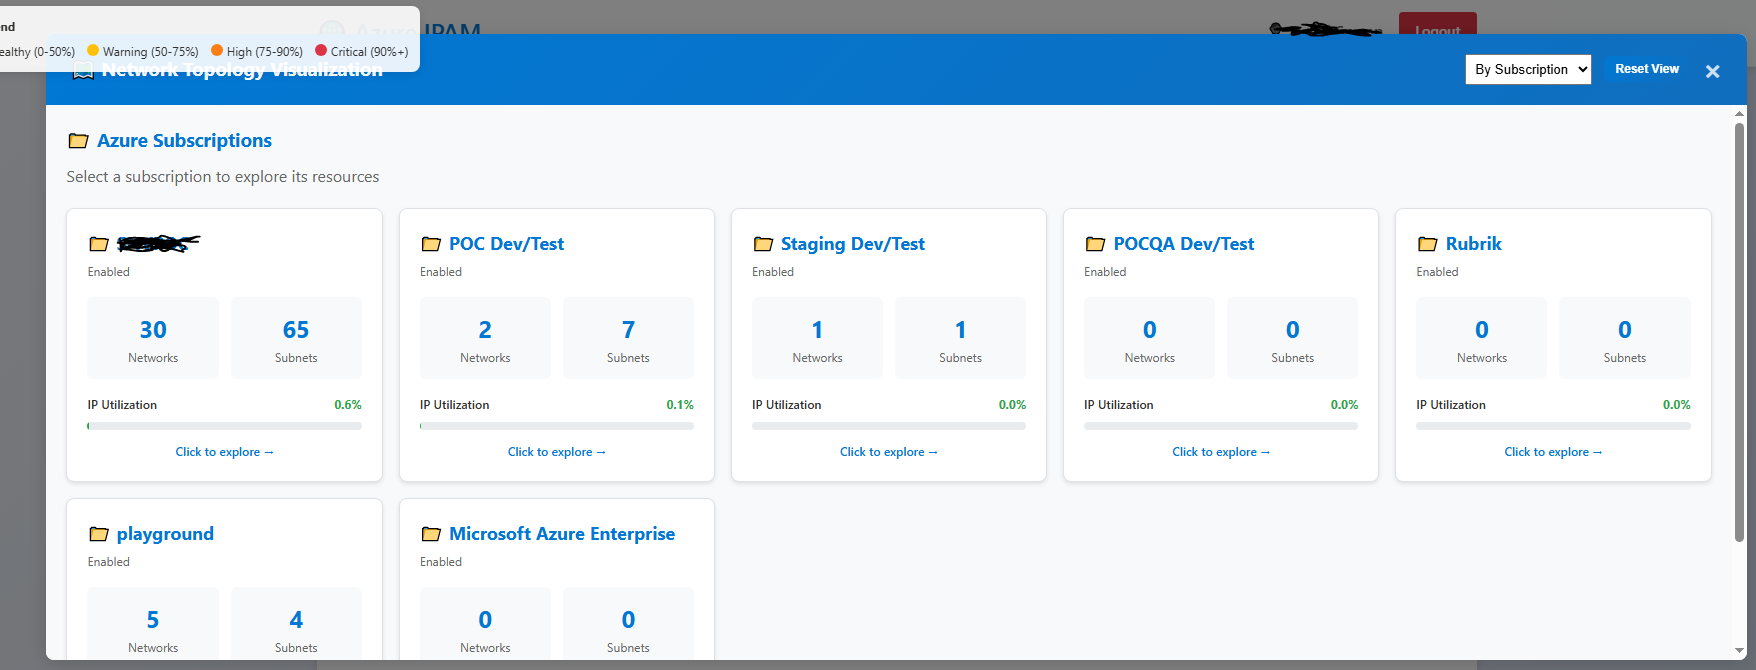 end
ealthy (0-50%) Warning (50-75%) High (75-90%) Critical (90%+)
Azure IPAM
Logout
Network Topology Visualization
By Subscription
Reset View
×
Azure Subscriptions
Select a subscription to explore its resources
Enabled
30
Networks
65
Subnets
IP Utilization 0.6%
Click to explore →
POC Dev/Test
Enabled
2
Networks
7
Subnets
IP Utilization 0.1%
Click to explore →
Staging Dev/Test
Enabled
1
Networks
1
Subnets
IP Utilization 0.0%
Click to explore →
POCQA Dev/Test
Enabled
0
Networks
0
Subnets
IP Utilization 0.0%
Click to explore →
Rubrik
Enabled
0
Networks
0
Subnets
IP Utilization 0.0%
Click to explore →
playground
Enabled
5
Networks
4
Subnets
Microsoft Azure Enterprise
Enabled
0
Networks
0
Subnets